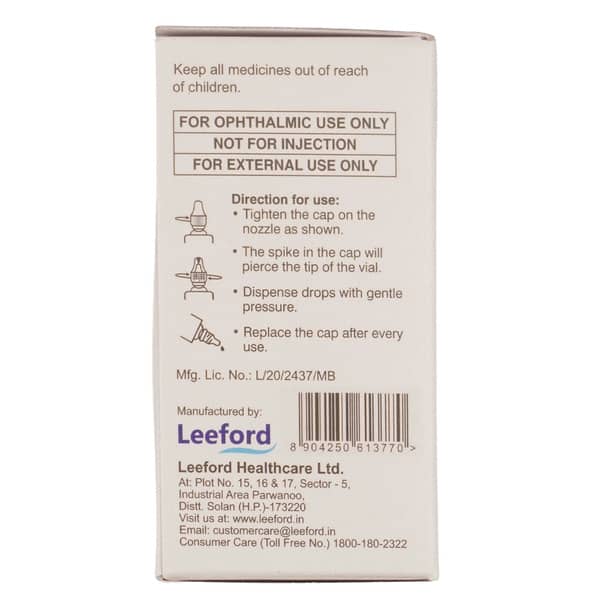 Keep all medicines out of reach
of children.
FOR OPHTHALMIC USE ONLY
NOT FOR INJECTION
FOR EXTERNAL USE ONLY
Direction for use:
• Tighten the cap on the
nozzle as shown.
• The spike in the cap will
pierce the tip of the vial.
• Dispense drops with gentle
pressure.
• Replace the cap after every
use.
Mfg. Lic. No.: L/20/2437/MB
Manufactured by:
Leeford
8 904250 613770 >
Leeford Healthcare Ltd.
At: Plot No. 15, 16 & 17, Sector - 5,
Industrial Area Parwanoo,
Distt. Solan (H.P.)-173220
Visit us at: www.leeford.in
Email: customercare@leeford.in
Consumer Care (Toll Free No.) 1800-180-2322